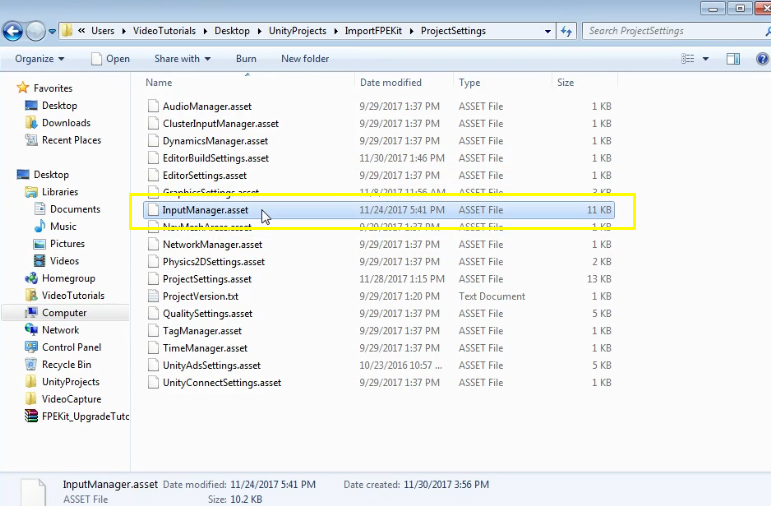 « Users ▸ VideoTutorials ▸ Desktop ▸ UnityProjects ▸ ImportFPEKit ▸ ProjectSettings Search ProjectSettings
Organize Open Share with Burn New folder
Name Date modified Type Size
Favorites
Desktop
Downloads
Recent Places
Desktop
Libraries
Documents
Music
Pictures
Videos
Homegroup
VideoTutorials
Computer
Network
Control Panel
Recycle Bin
UnityProjects
VideoCapture
FPEKit_UpgradeTuto
AudioManager.asset 9/29/2017 1:37 PM ASSET File 1 KB
ClusterInputManager.asset 9/29/2017 1:37 PM ASSET File 1 KB
DynamicsManager.asset 9/29/2017 1:37 PM ASSET File 1 KB
EditorBuildSettings.asset 11/30/2017 1:46 PM ASSET File 1 KB
EditorSettings.asset 9/29/2017 1:37 PM ASSET File 1 KB
GraphicsSettings.asset 11/8/2017 11:56 AM ASSET File 3 KB
InputManager.asset 11/24/2017 5:41 PM ASSET File 11 KB
NavMeshAreas.asset 9/29/2017 1:37 PM ASSET File 1 KB
NetworkManager.asset 9/29/2017 1:37 PM ASSET File 1 KB
Physics2DSettings.asset 9/29/2017 1:37 PM ASSET File 2 KB
ProjectSettings.asset 11/28/2017 1:15 PM ASSET File 13 KB
ProjectVersion.txt 9/29/2017 1:20 PM Text Document 1 KB
QualitySettings.asset 9/29/2017 1:37 PM ASSET File 5 KB
TagManager.asset 9/29/2017 1:37 PM ASSET File 1 KB
TimeManager.asset 9/29/2017 1:37 PM ASSET File 1 KB
UnityAdsSettings.asset 10/23/2016 10:57 ... ASSET File 5 KB
UnityConnectSettings.asset 9/29/2017 1:37 PM ASSET File 1 KB
InputManager.asset Date modified: 11/24/2017 5:41 PM Date created: 11/30/2017 3:56 PM
ASSET File Size: 10.2 KB